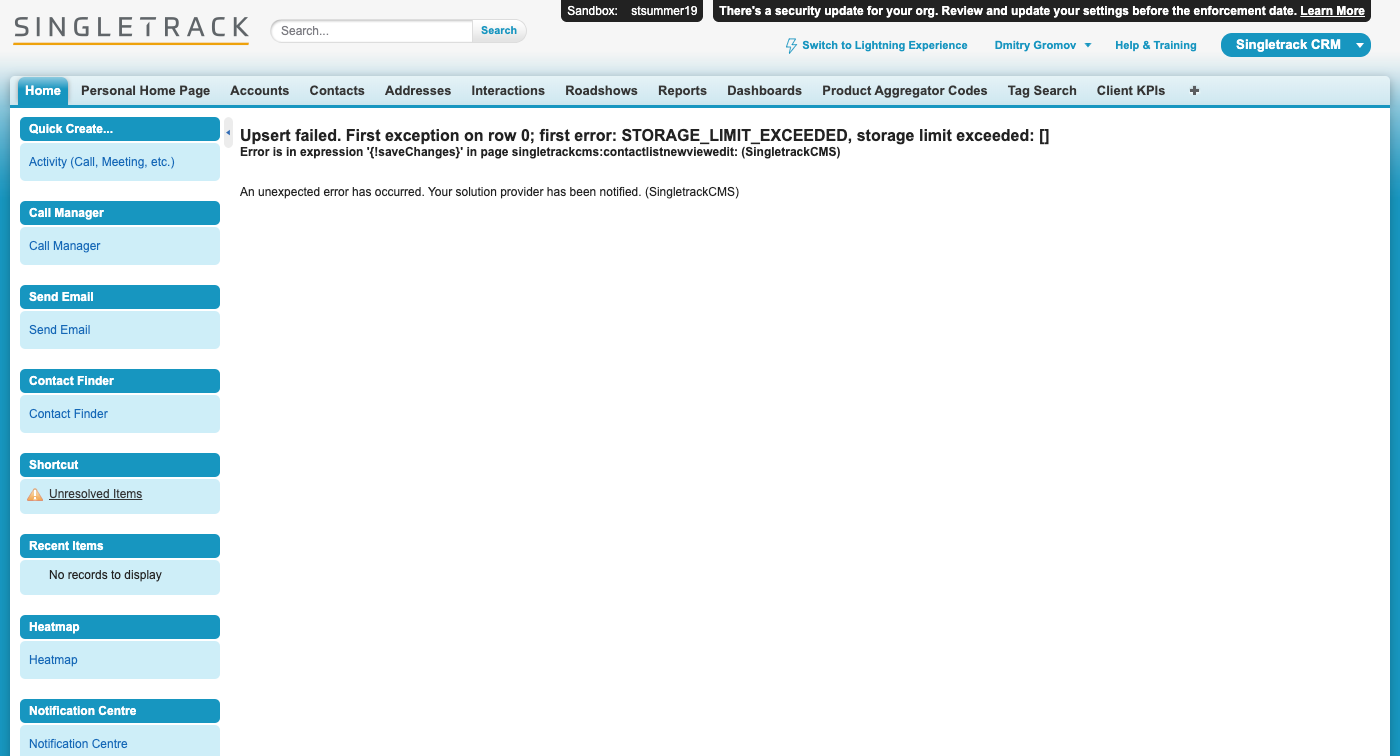 SINGLETRACK
Search...
Search
Sandbox: stsummer19
There's a security update for your org. Review and update your settings before the enforcement date. Learn More
Switch to Lightning Experience
Dmitry Gromov
Help & Training
Singletrack CRM
Home
Personal Home Page
Accounts
Contacts
Addresses
Interactions
Roadshows
Reports
Dashboards
Product Aggregator Codes
Tag Search
Client KPIs
Quick Create...
Activity (Call, Meeting, etc.)
Call Manager
Call Manager
Send Email
Send Email
Contact Finder
Contact Finder
Shortcut
Unresolved Items
Recent Items
No records to display
Heatmap
Heatmap
Notification Centre
Notification Centre
Upsert failed. First exception on row 0; first error: STORAGE_LIMIT_EXCEEDED, storage limit exceeded: []
Error is in expression '{!saveChanges}' in page singletrackcms:contactlistnewviewedit: (SingletrackCMS)
An unexpected error has occurred. Your solution provider has been notified. (SingletrackCMS)